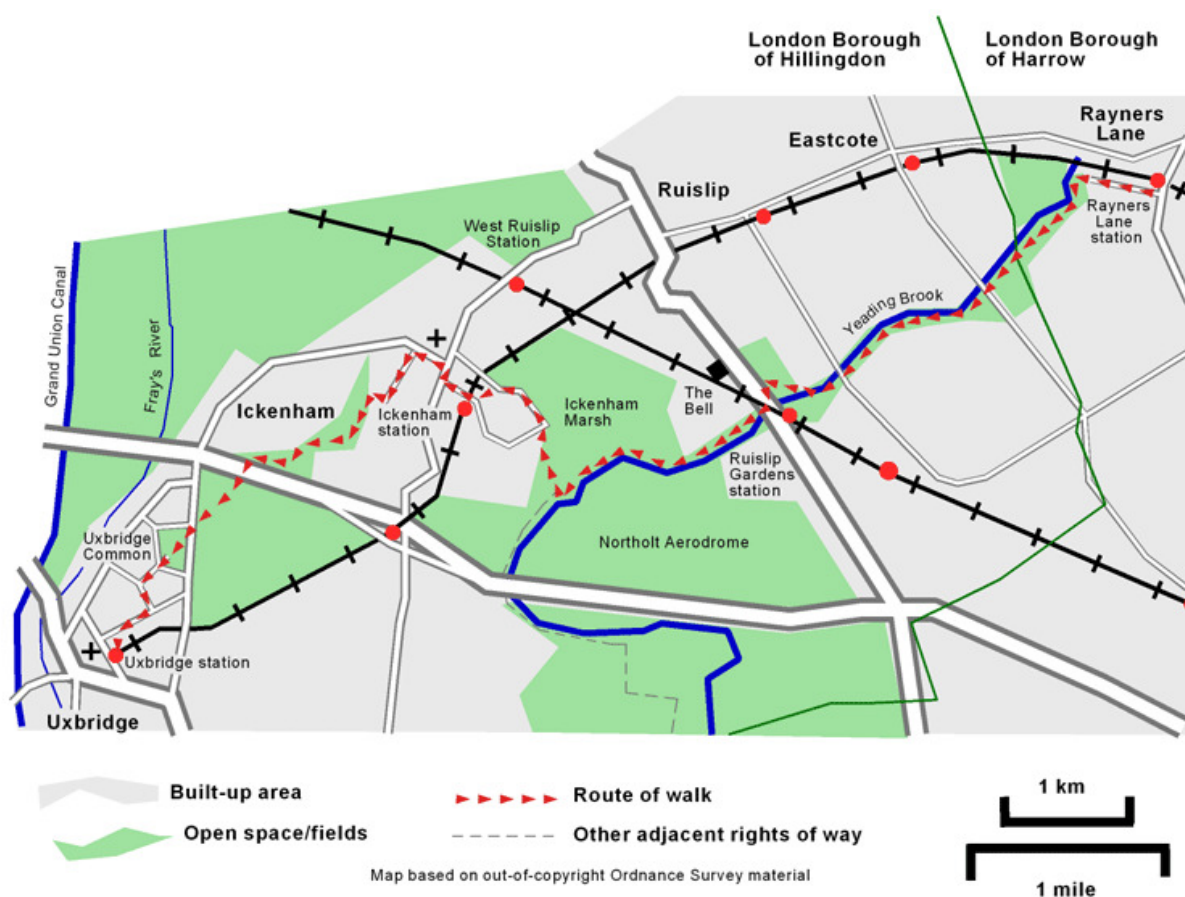 London Borough
of Hillingdon
London Borough
of Harrow
Rayners
Lane
Eastcote
Ruislip
Rayners
Lane
station
West Ruislip
Station
Grand Union Canal
Fray's River
Yeading Brook
Ickenham
Ickenham
station
Ickenham
Marsh
The
Bell
Ruislip
Gardens
station
Uxbridge
Common
Northolt Aerodrome
Uxbridge station
Uxbridge
Built-up area
Route of walk
1 km
Open space/fields
Other adjacent rights of way
Map based on out-of-copyright Ordnance Survey material
1 mile